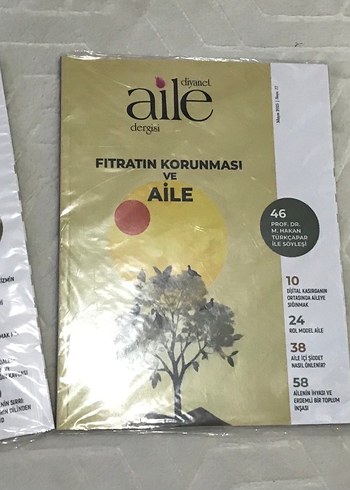 diyanet
aile
dergisi
FITRATIN KORUNMASI
VE
AİLE
46
PROF. DR.
M. HAKAN
TÜRKÇAPAR
İLE SÖYLEŞİ
10
DİJİTAL KASIRGANIN
ORTASINDA AİLEYE
SIĞINMAK
24
ROL MODEL AİLE
38
AİLE İÇİ ŞİDDET
NASIL ÖNLENİR?
58
AİLENİN İHYASI VE
ERDEMLİ BİR TOPLUM
İNŞASI